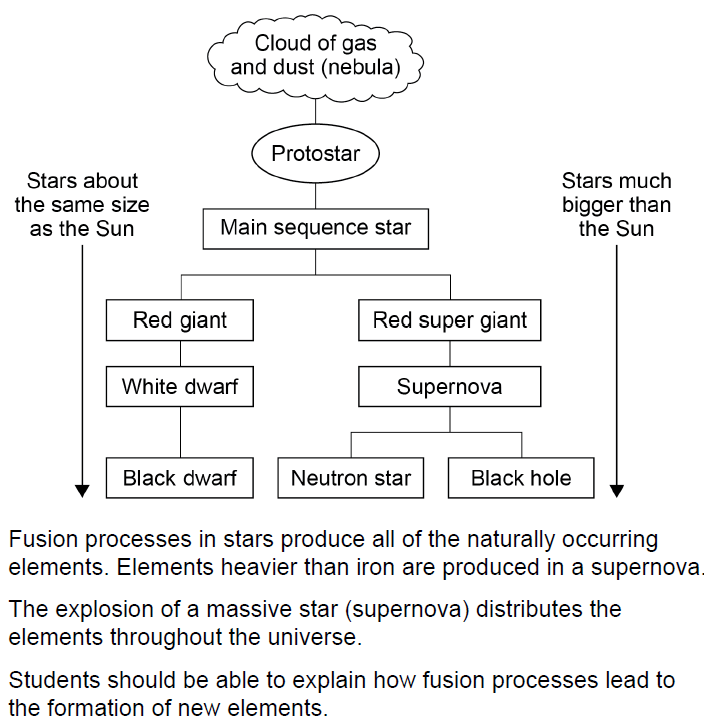 Cloud of gas
and dust (nebula)
Protostar
Stars about
the same size
as the Sun
Stars much
bigger than
the Sun
Main sequence star
Red giant
Red super giant
White dwarf
Supernova
Black dwarf
Neutron star
Black hole
Fusion processes in stars produce all of the naturally occurring
elements. Elements heavier than iron are produced in a supernova.
The explosion of a massive star (supernova) distributes the
elements throughout the universe.
Students should be able to explain how fusion processes lead to
the formation of new elements.